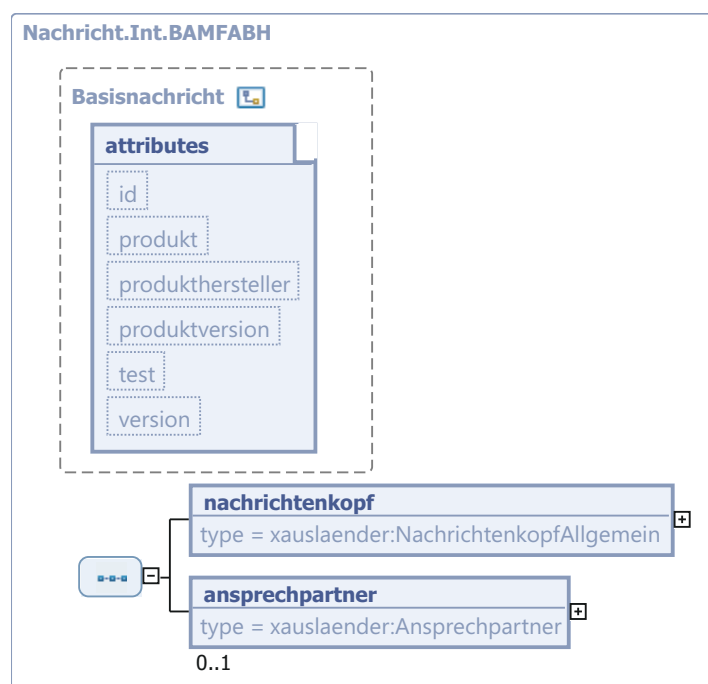 Nachricht.Int.BAMFABH
Basisnachricht
attributes
id
produkt
produkthersteller
produktversion
test
version
nachrichtenkopf
type = xauslaender:NachrichtenkopfAllgemein
ansprechpartner
type = xauslaender:Ansprechpartner
0..1